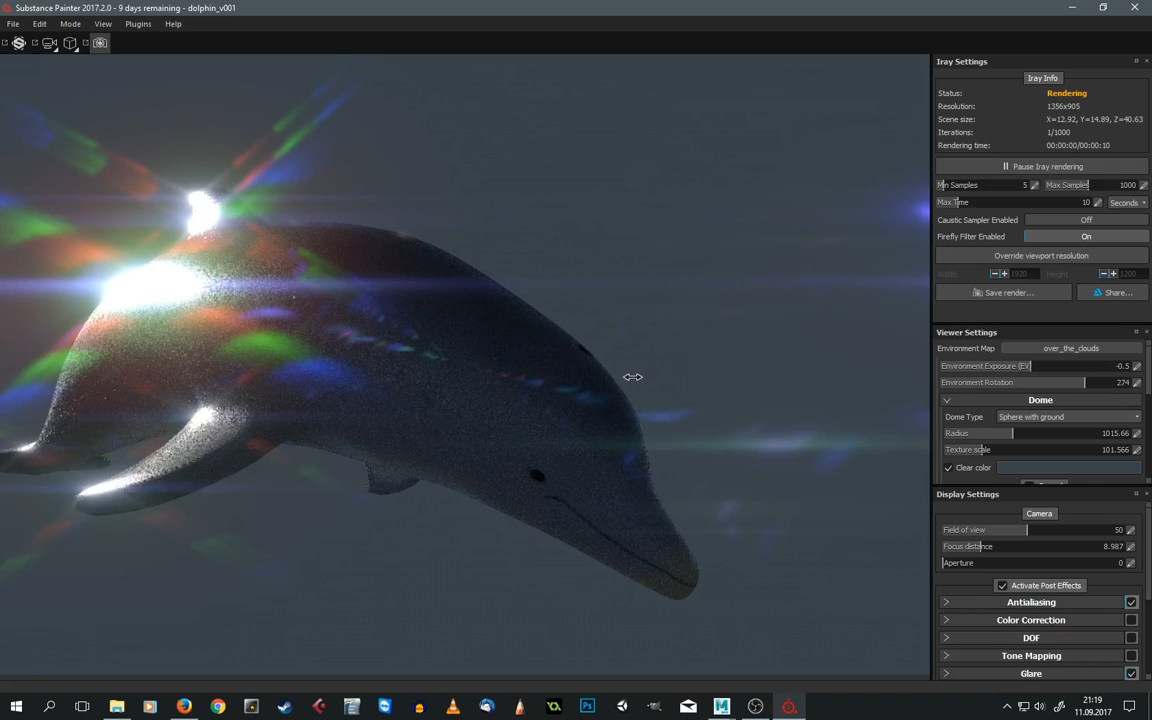 Substance Painter 2017.2.0 - 9 days remaining - dolphin_v001
File Edit Mode View Plugins Help
Iray Settings
Iray Info
Status: Rendering
Resolution: 1356x905
Scene size: X=12.92, Y=14.89, Z=40.63
Iterations: 1/1000
Rendering time: 00:00:00/00:00:10
Pause Iray rendering
Min Samples 5 Max Samples 1000
Max Time 10 Seconds
Caustic Sampler Enabled Off
Firefly Filter Enabled On
Override viewport resolution
Width 1920 Height 1200
Save render... Share...
Viewer Settings
Environment Map over_the_clouds
Environment Exposure (EV) -0.5
Environment Rotation 274
Dome
Dome Type Sphere with ground
Radius 1015.66
Texture scale 101.566
Clear color
Display Settings
Camera
Field of view 50
Focus distance 8.987
Aperture 0
Activate Post Effects
Antialiasing
Color Correction
DOF
Tone Mapping
Glare
Ps
21:19
11.09.2017